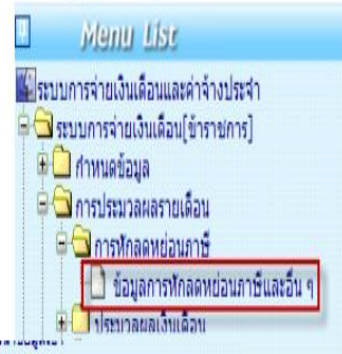 Menu List
ระบบการจ่ายเงินเดือนและค่าจ้างประจำ
ระบบการจ่ายเงินเดือน[ข้าราชการ]
กำหนดข้อมูล
การประมวลผลรายเดือน
การหักลดหย่อนภาษี
ข้อมูลการหักลดหย่อนภาษีและอื่น ๆ
ประมวลผลเงินเดือน